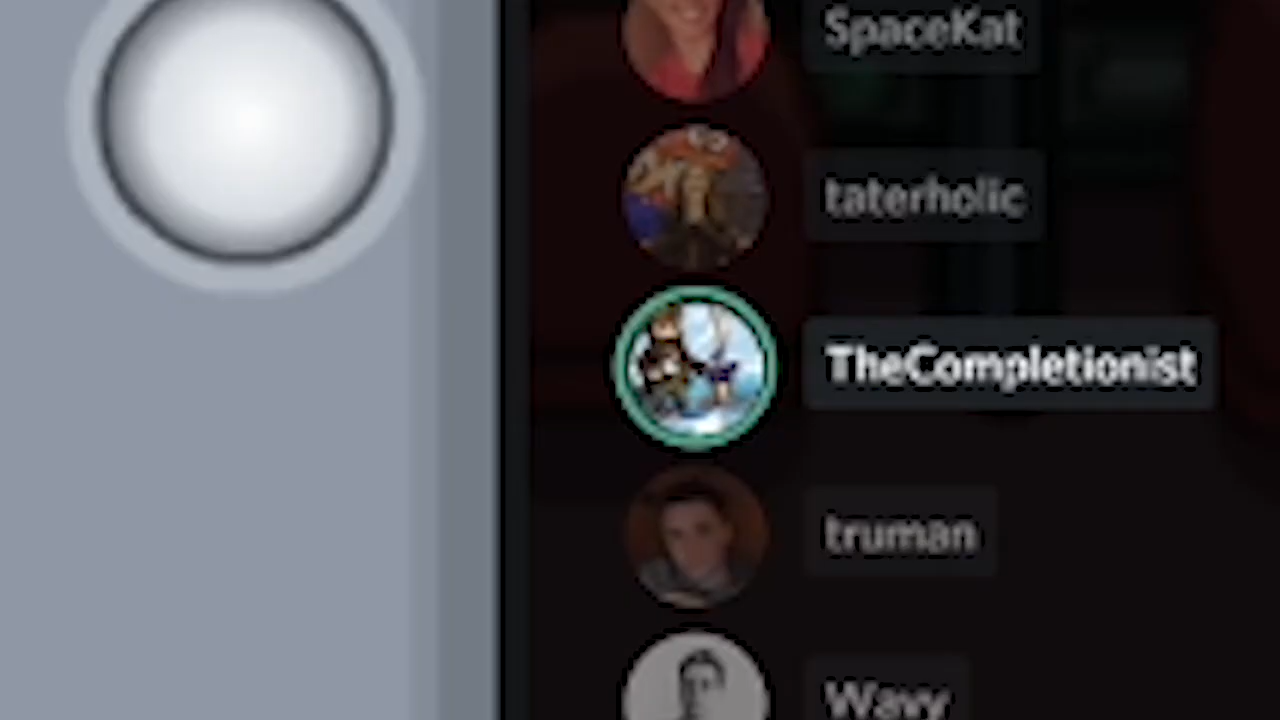 SpaceKat
taterholic
TheCompletionist
truman
Wavy